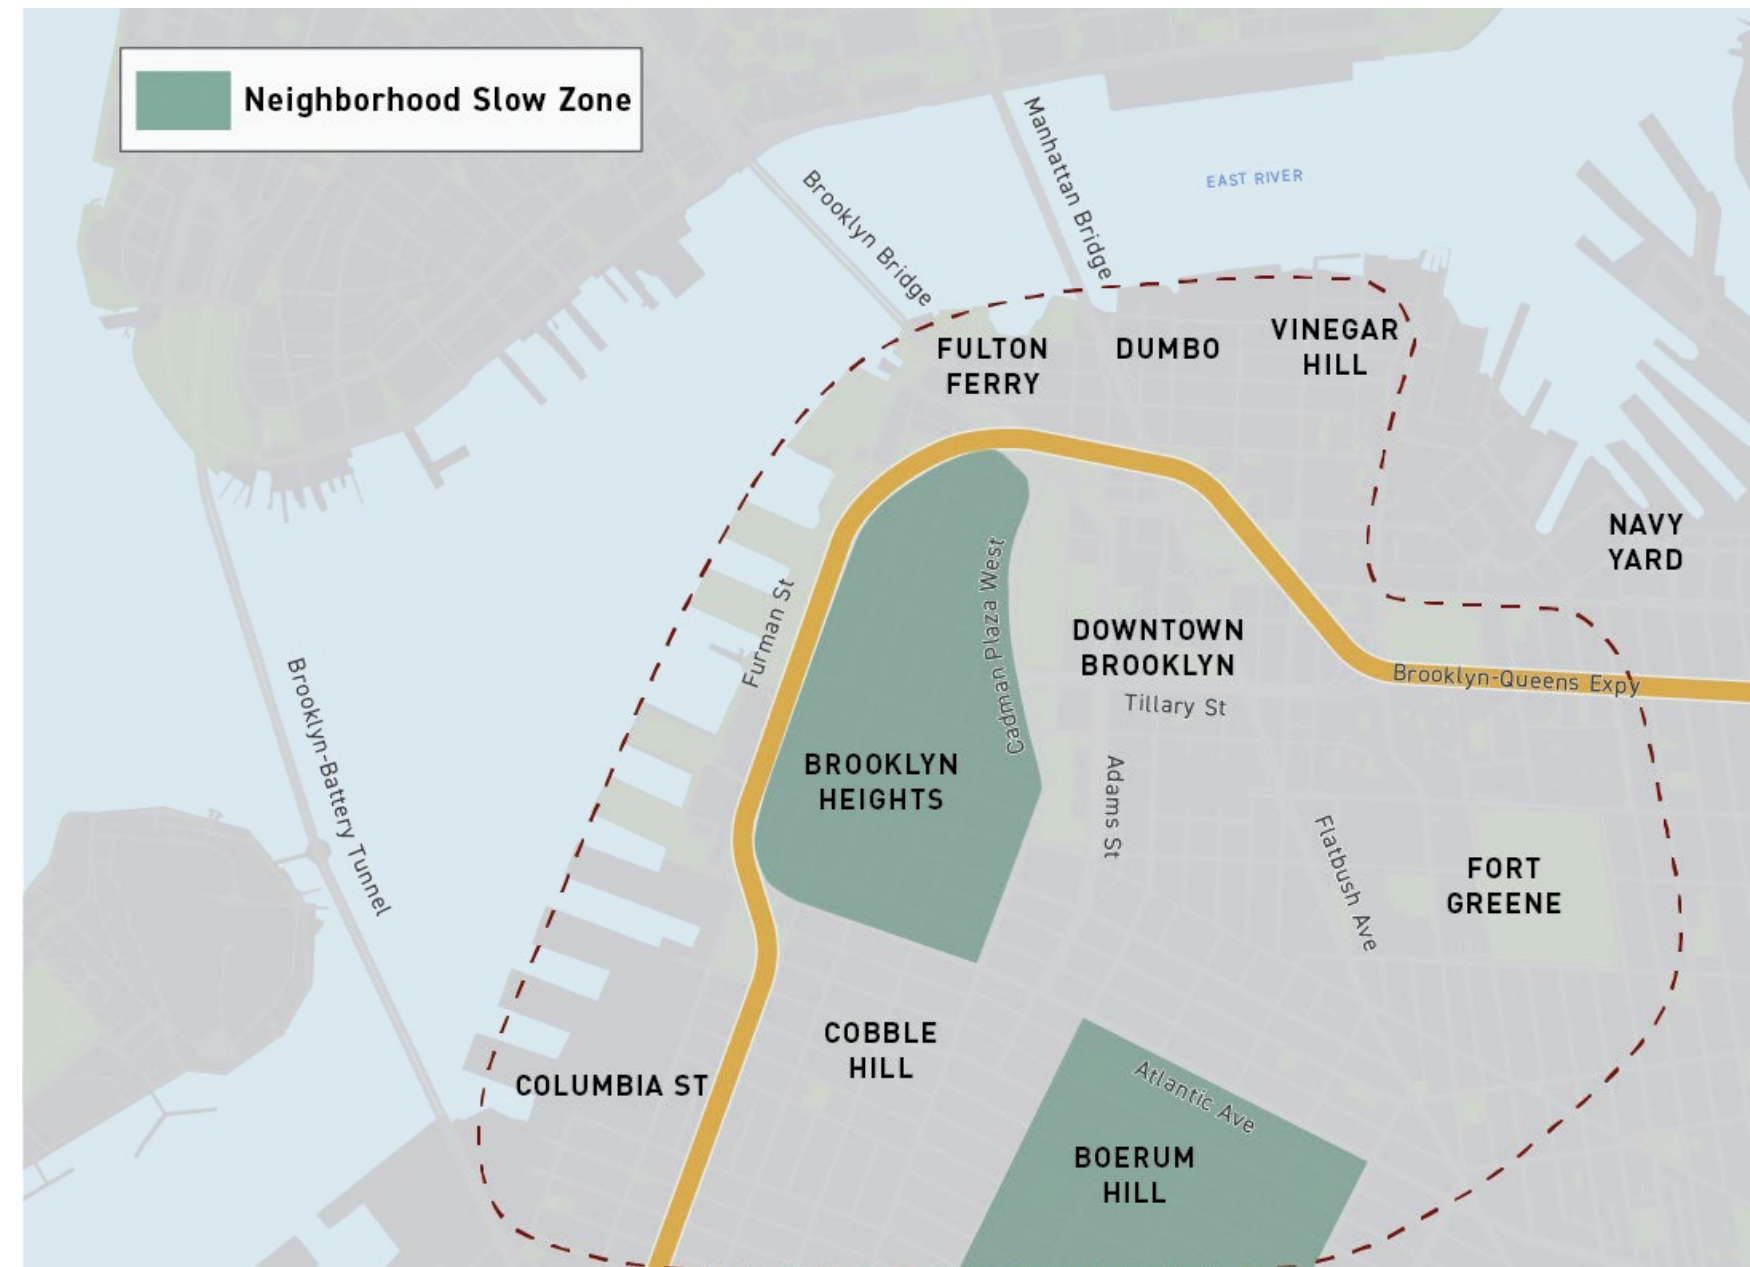 Neighborhood Slow Zone
Manhattan Bridge
EAST RIVER
Brooklyn Bridge
FULTON
FERRY
DUMBO
VINEGAR
HILL
NAVY
YARD
Furman St
Cadman Plaza West
DOWNTOWN
BROOKLYN
Brooklyn-Queens Expy
Tillary St
Brooklyn-Battery Tunnel
BROOKLYN
HEIGHTS
Adams St
Flatbush Ave
FORT
GREENE
COBBLE
HILL
COLUMBIA ST
Atlantic Ave
BOERUM
HILL